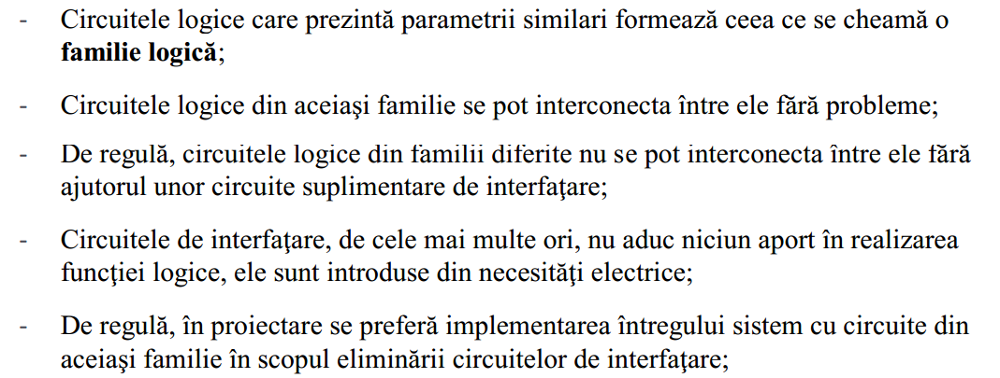 - Circuitele logice care prezintă parametrii similari formează ceea ce se cheamă o
familie logică;
- Circuitele logice din aceiaşi familie se pot interconecta între ele fără probleme;
- De regulă, circuitele logice din familii diferite nu se pot interconecta între ele fără
ajutorul unor circuite suplimentare de interfaţare;
- Circuitele de interfaţare, de cele mai multe ori, nu aduc niciun aport în realizarea
funcţiei logice, ele sunt introduse din necesităţi electrice;
- De regulă, în proiectare se preferă implementarea întregului sistem cu circuite din
aceiaşi familie în scopul eliminării circuitelor de interfaţare;